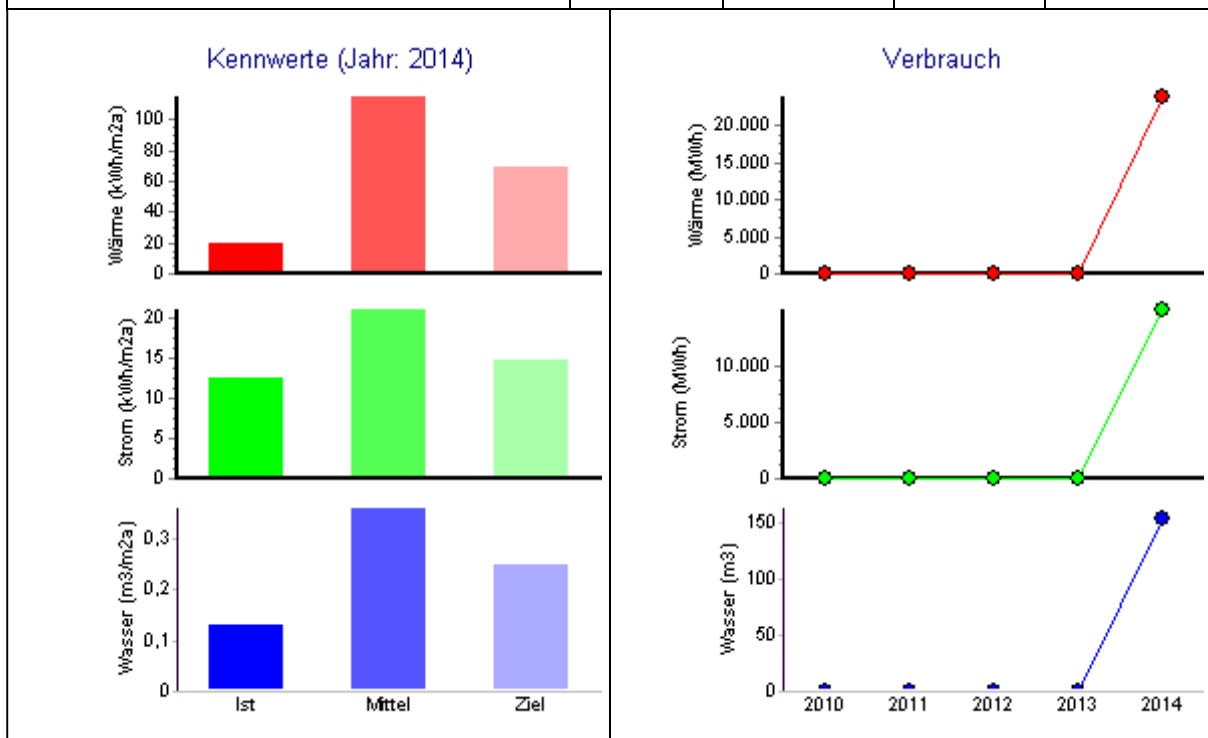 Kennwerte (Jahr: 2014)
Wärme (kWh/m2a)
100
80
60
40
20
0
Strom (kWh/m2a)
20
15
10
5
0
Wasser (m3/m2a)
0,3
0,2
0,1
0
Ist Mittel Ziel
Verbrauch
Wärme (MWh)
20.000
15.000
10.000
5.000
0
Strom (MWh)
10.000
5.000
0
Wasser (m3)
150
100
50
0
2010 2011 2012 2013 2014